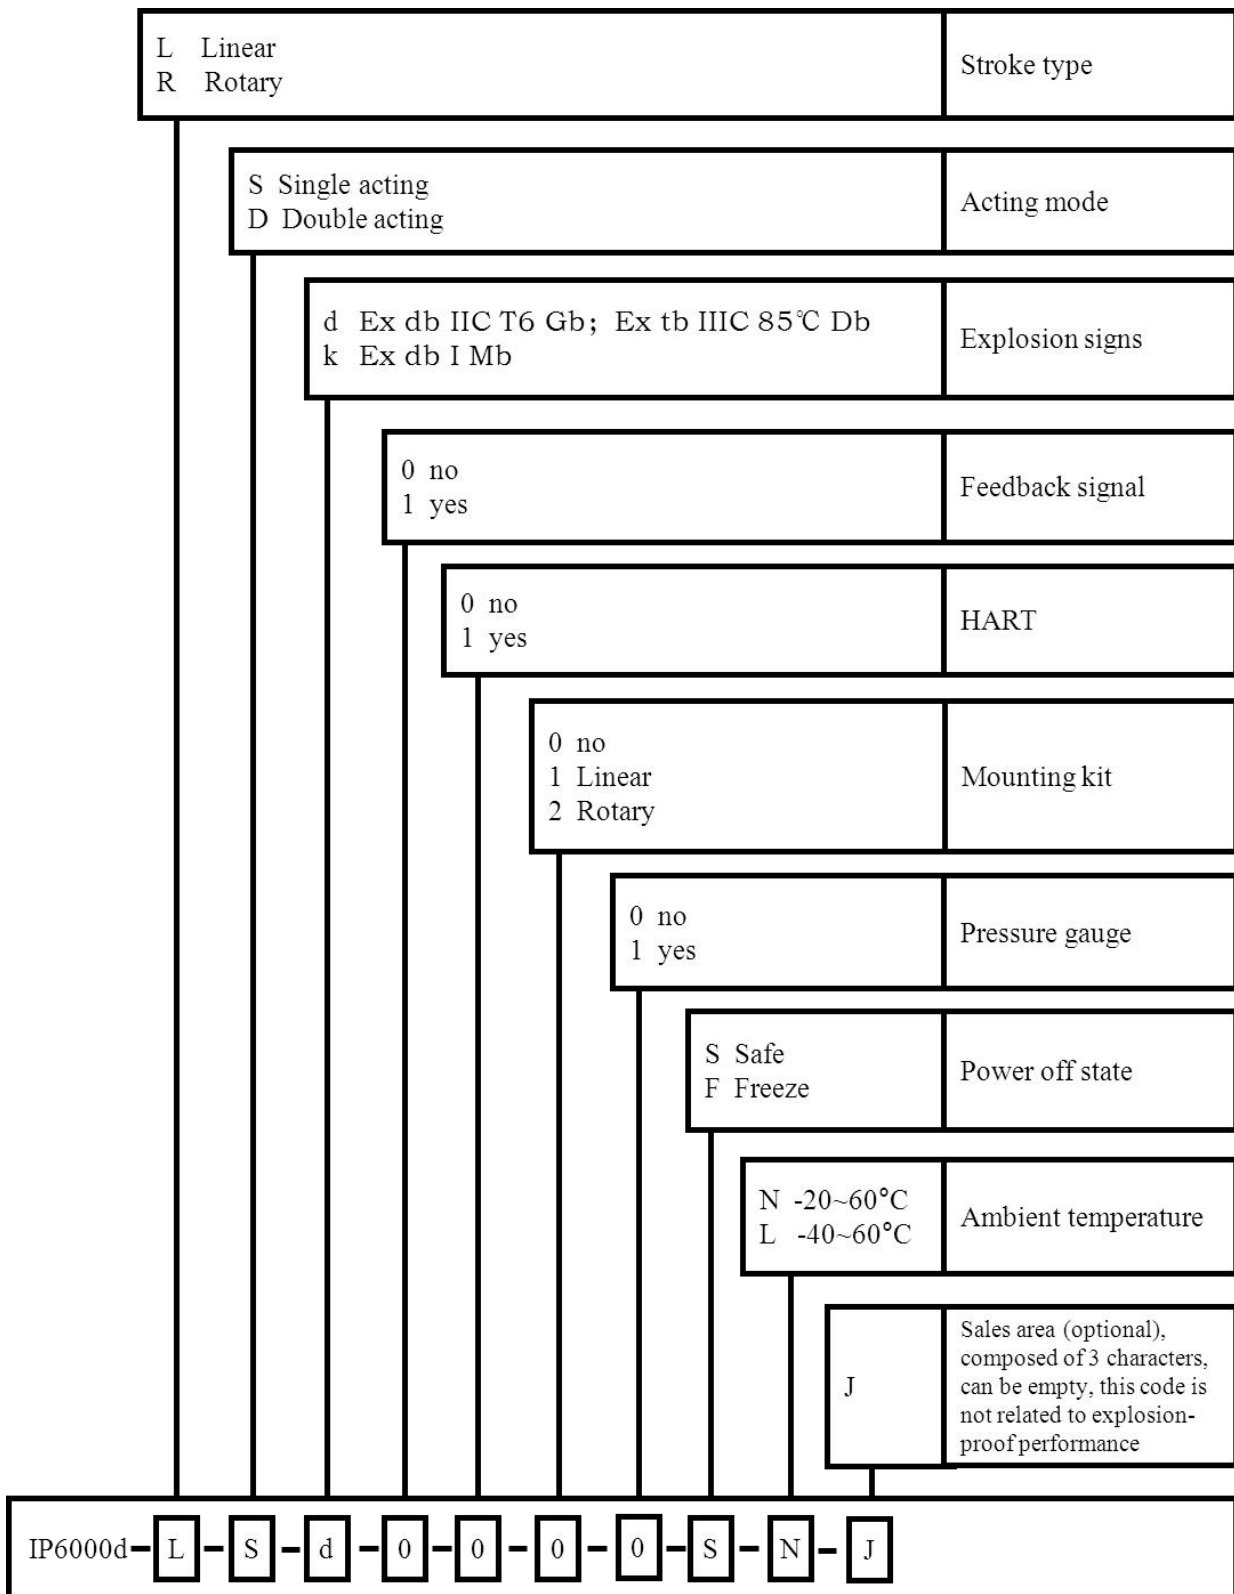 L Linear
R Rotary
Stroke type
S Single acting
D Double acting
Acting mode
d Ex db IIC T6 Gb; Ex tb IIIC 85℃ Db
k Ex db I Mb
Explosion signs
0 no
1 yes
Feedback signal
0 no
1 yes
HART
0 no
1 Linear
2 Rotary
Mounting kit
0 no
1 yes
Pressure gauge
S Safe
F Freeze
Power off state
N -20~60°C
L -40~60°C
Ambient temperature
J
Sales area (optional),
composed of 3 characters,
can be empty, this code is
not related to explosion-
proof performance
IP6000d-L-S-d-0-0-0-0-S-N-J